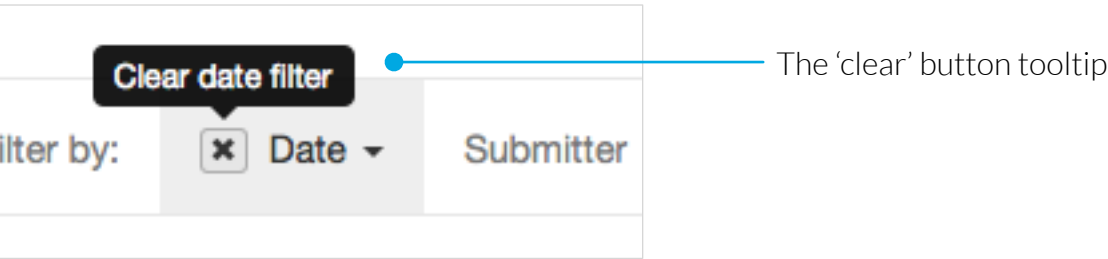 Clear date filter
The ‘clear’ button tooltip
ilter by:
Date
Submitter